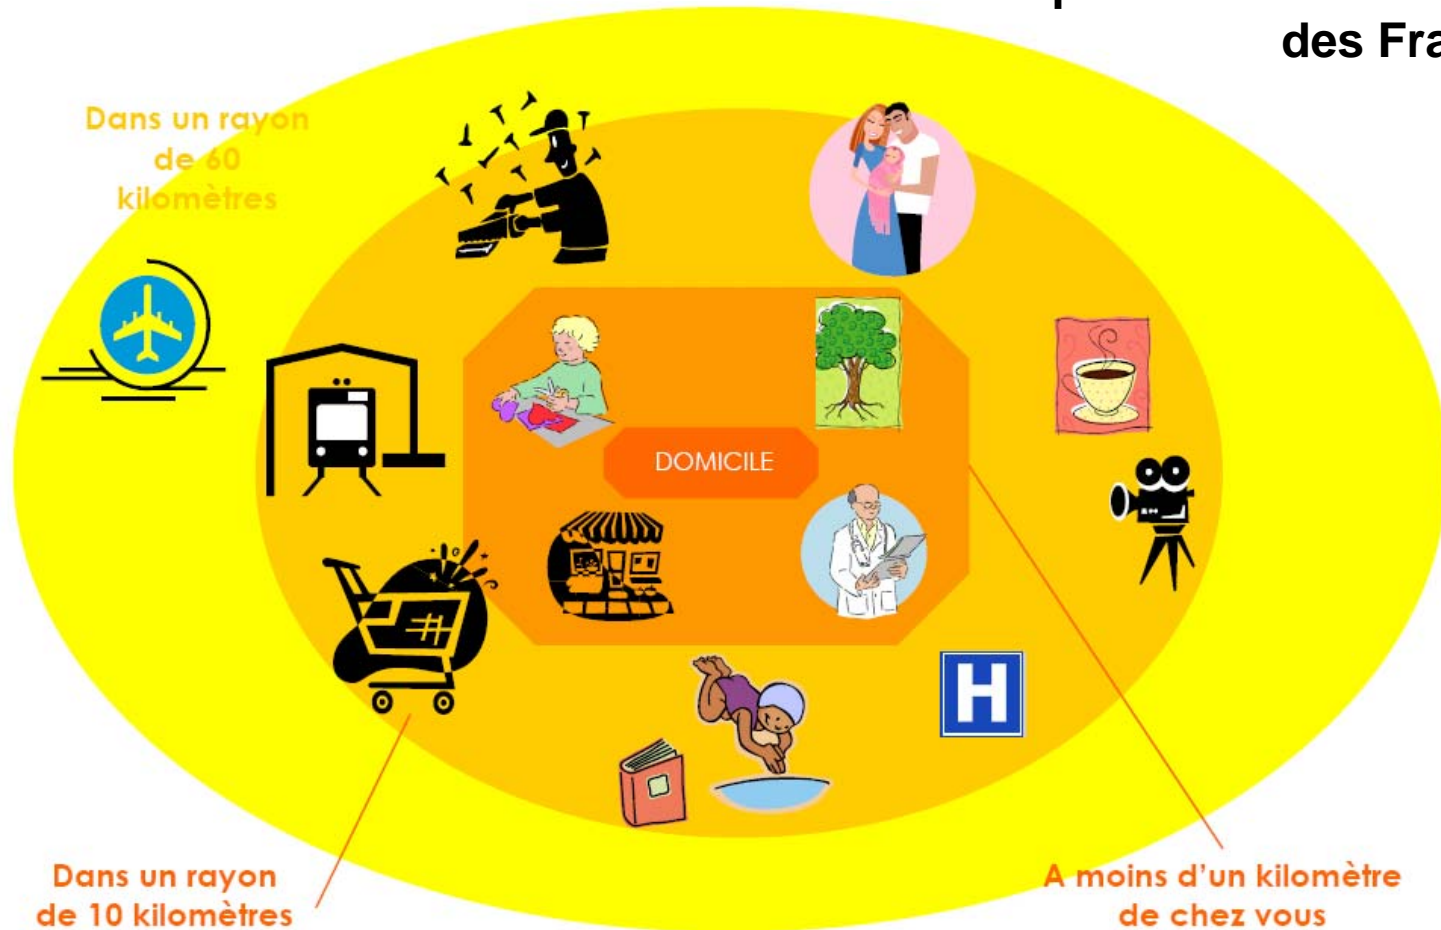 des Fra
Dans un rayon
de 60
kilomètres
DOMICILE
H
Dans un rayon
de 10 kilomètres
A moins d'un kilomètre
de chez vous